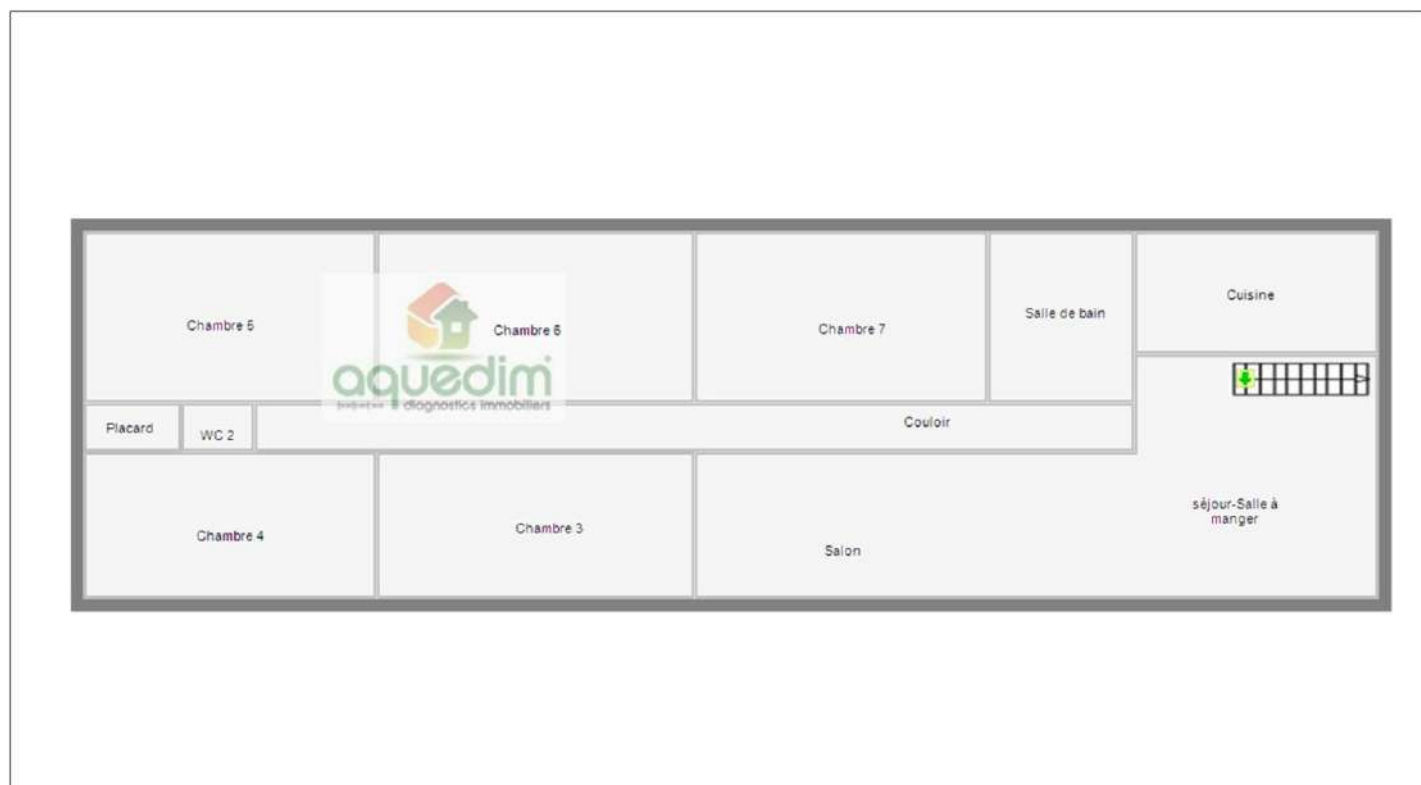 Chambre 5
Chambre 6
Chambre 7
Salle de bain
Cuisine
aquedim
diagnostics immobiliers
Placard
WC 2
Couloir
Chambre 4
Chambre 3
Salon
séjour-Salle à
manger